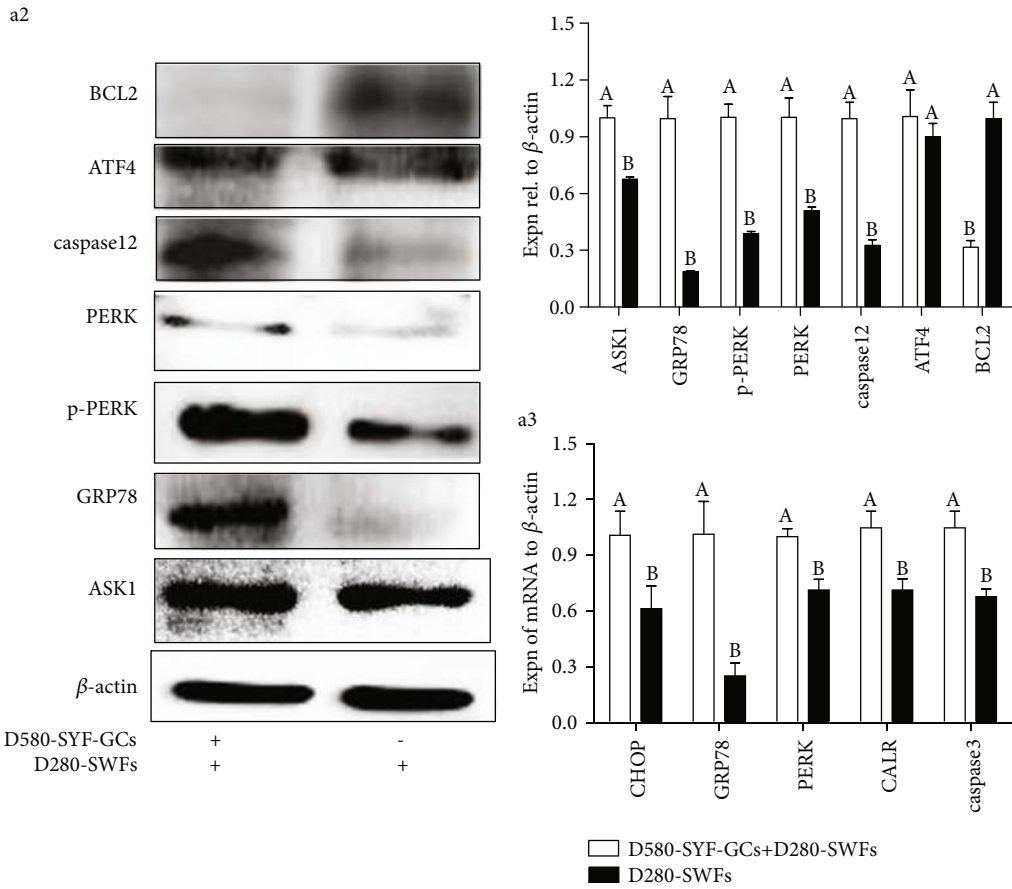 a2
BCL2
ATF4
caspase12
PERK
p-PERK
GRP78
ASK1
β-actin
D580-SYF-GCs + -
D280-SWFs + +
Expn rel. to β-actin
1.5
1.2
0.9
0.6
0.3
0.0
A B A B A B A B A B A A B A
ASK1 GRP78 p-PERK PERK caspase12 ATF4 BCL2
a3
Expn of mRNA to β-actin
1.5
1.2
0.9
0.6
0.3
0.0
A B A B A B A B A B
CHOP GRP78 PERK CALR caspase3
D580-SYF-GCs+D280-SWFs
D280-SWFs